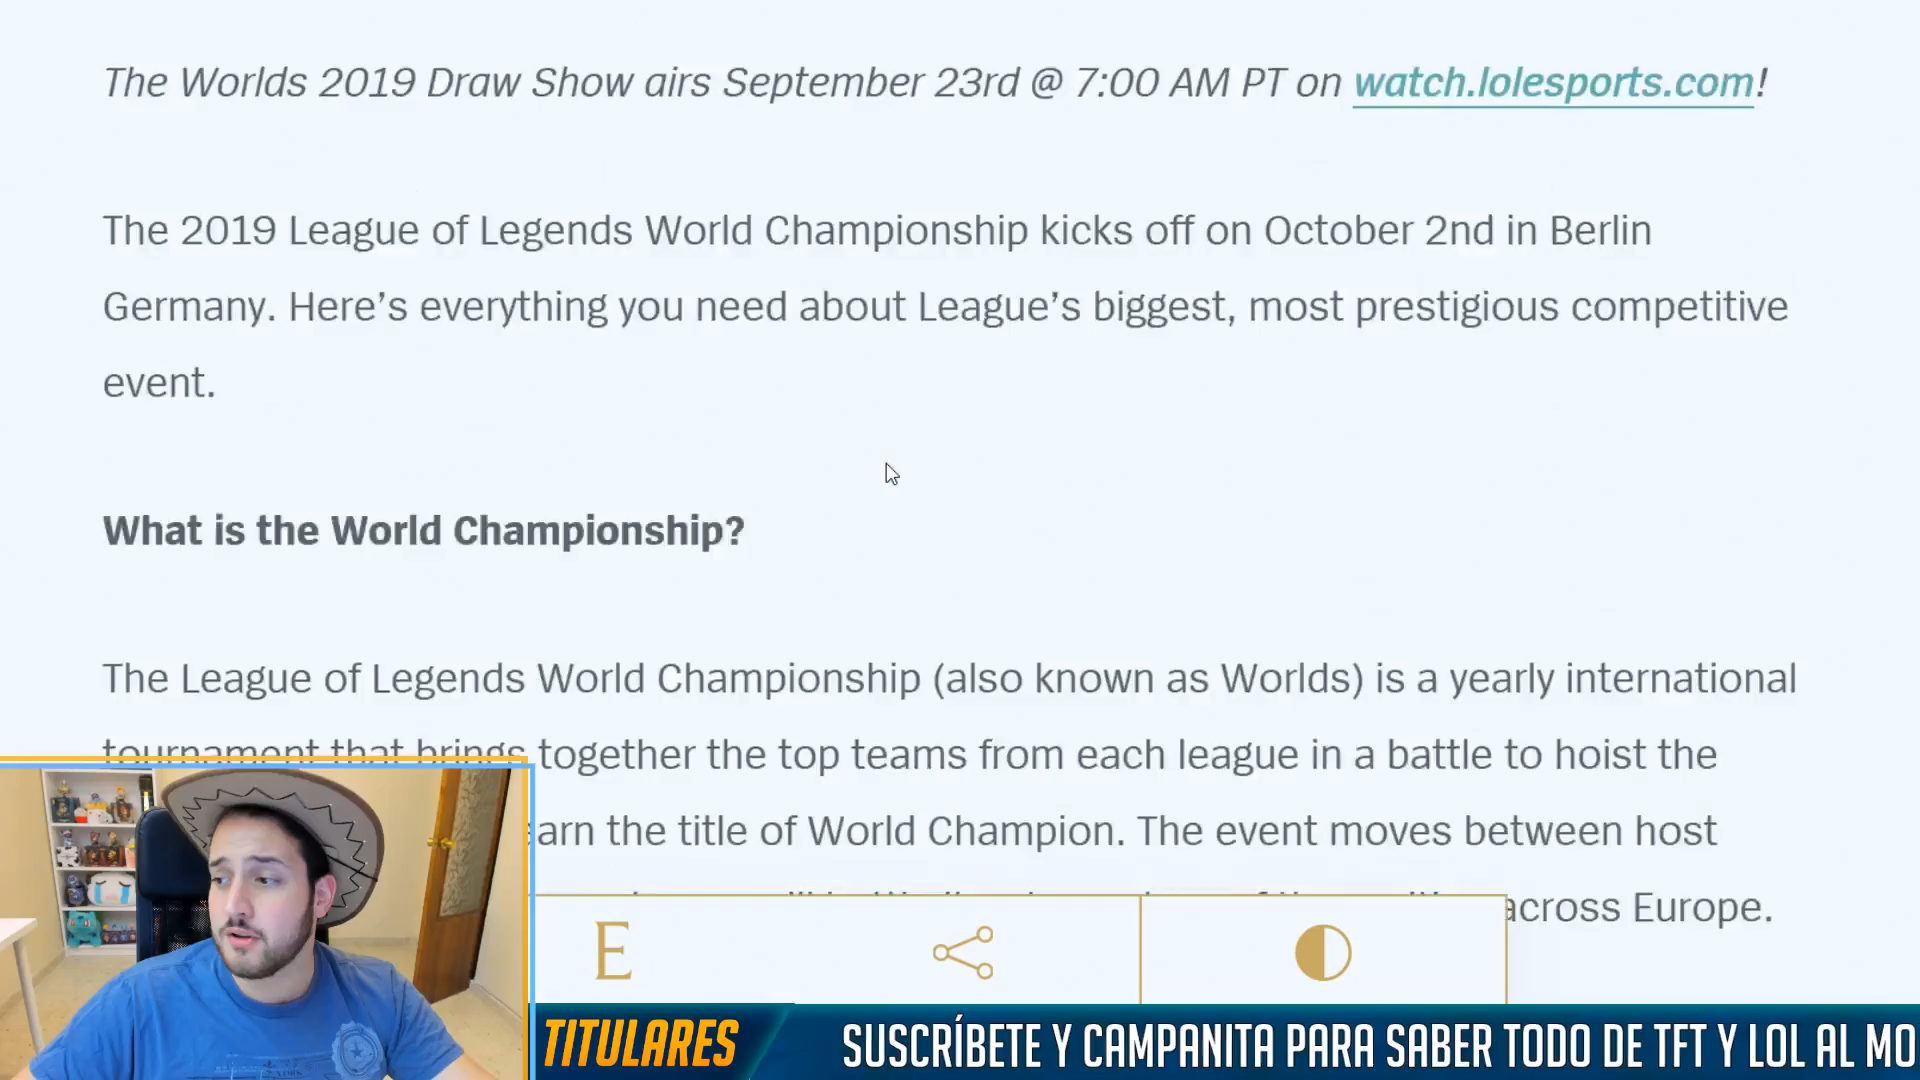 The Worlds 2019 Draw Show airs September 23rd @ 7:00 AM PT on watch.lolesports.com!
The 2019 League of Legends World Championship kicks off on October 2nd in Berlin
Germany. Here’s everything you need about League’s biggest, most prestigious competitive
event.
What is the World Championship?
The League of Legends World Championship (also known as Worlds) is a yearly international
tournament that brings together the top teams from each league in a battle to hoist the
earn the title of World Champion. The event moves between host
across Europe.
E
TITULARES
SUSCRÍBETE Y CAMPANITA PARA SABER TODO DE TFT Y LOL AL MO